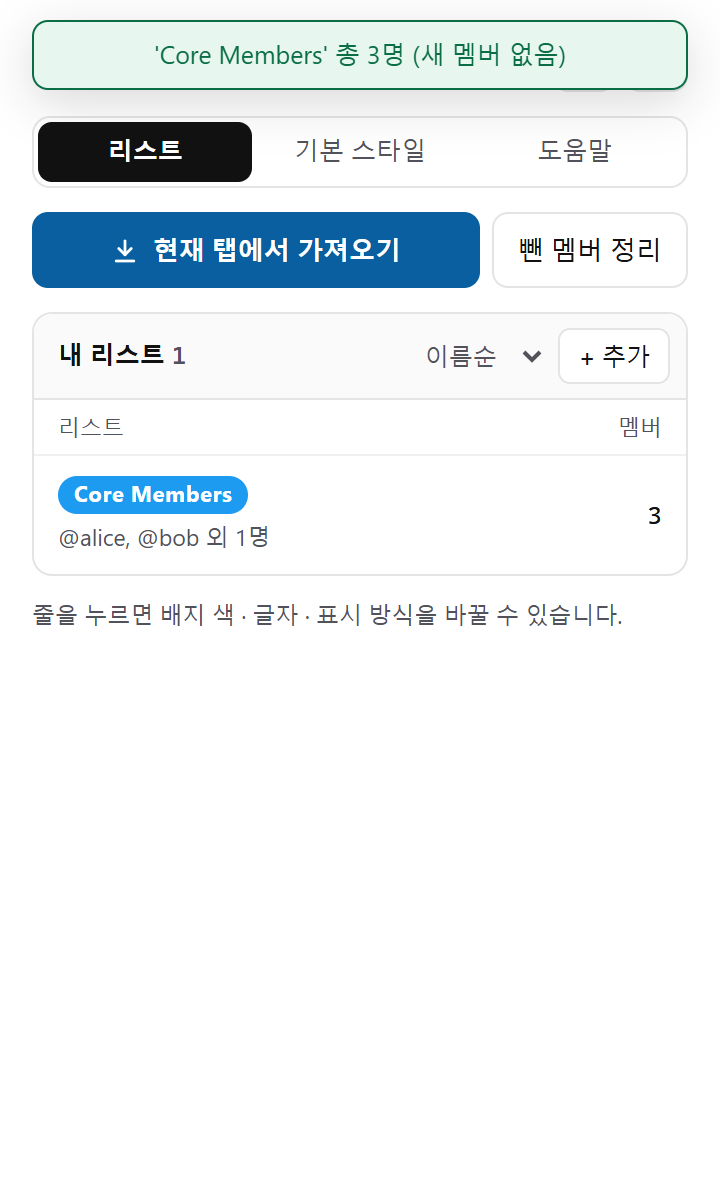 'Core Members' 총 3명 (새 멤버 없음)
리스트 기본 스타일 도움말
현재 탭에서 가져오기 뺀 멤버 정리
내 리스트 1 이름순 + 추가
리스트 멤버
Core Members
@alice, @bob 외 1명
3
줄을 누르면 배지 색 · 글자 · 표시 방식을 바꿀 수 있습니다.